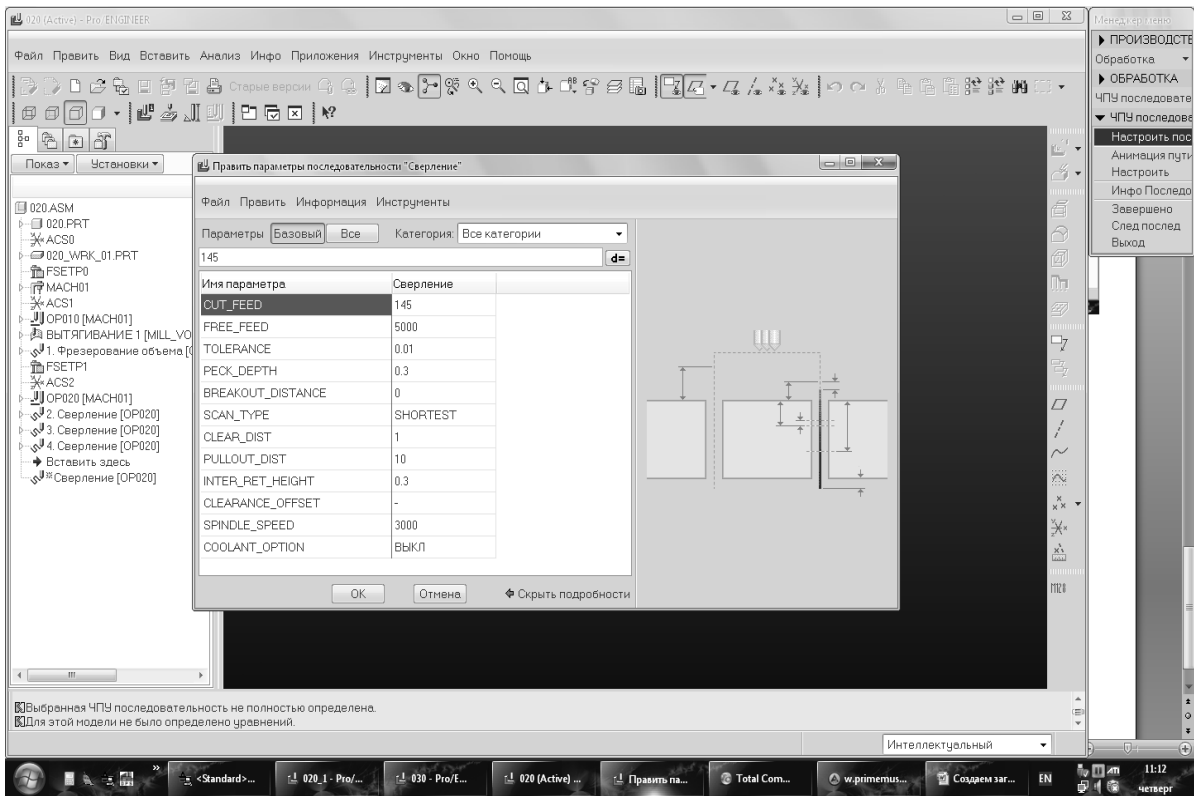 020 (Active) - Pro/ENGINEER
Менеджер меню
Файл Править Вид Вставить Анализ Инфо Приложения Инструменты Окно Помощь
Старые версии
ПРОИЗВОДСТЕ
Обработка
ОБРАБОТКА
ЧПУ последовате
ЧПУ последова
Настроить пос
Анимация пути
Настроить
Инфо Последо
Завершено
След послед
Выход
Показ
Установки
020.ASM
020.PRT
ACS0
020_WRK_01.PRT
FSETP0
MACH01
ACS1
OP010 [MACH01]
ВЫТЯГИВАНИЕ 1 [MILL_VO
1. Фрезерование объема [
FSETP1
ACS2
OP020 [MACH01]
2. Сверление [OP020]
3. Сверление [OP020]
4. Сверление [OP020]
Вставить здесь
Сверление [OP020]
Править параметры последовательности "Сверление"
Файл Править Информация Инструменты
Параметры Базовый Все Категория: Все категории
145
d=
Имя параметра Сверление
CUT_FEED 145
FREE_FEED 5000
TOLERANCE 0.01
PECK_DEPTH 0.3
BREAKOUT_DISTANCE 0
SCAN_TYPE SHORTEST
CLEAR_DIST 1
PULLOUT_DIST 10
INTER_RET_HEIGHT 0.3
CLEARANCE_OFFSET -
SPINDLE_SPEED 3000
COOLANT_OPTION ВЫКЛ
OK Отмена Скрыть подробности
Выбранная ЧПУ последовательность не полностью определена.
Для этой модели не было определено уравнений.
Интеллектуальный
<Standard>... 020_1 - Pro/... 030 - Pro/E... 020 (Active) ... Править па... Total Com... w.primemus... Создаем заг... EN 11:12
четверг